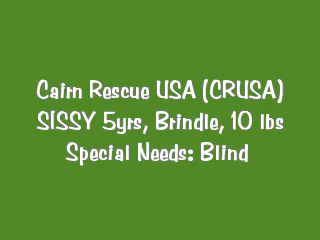 Cairn Rescue USA (CRUSA)
SISSY 5yrs, Brindle, 10 lbs
Special Needs: Blind